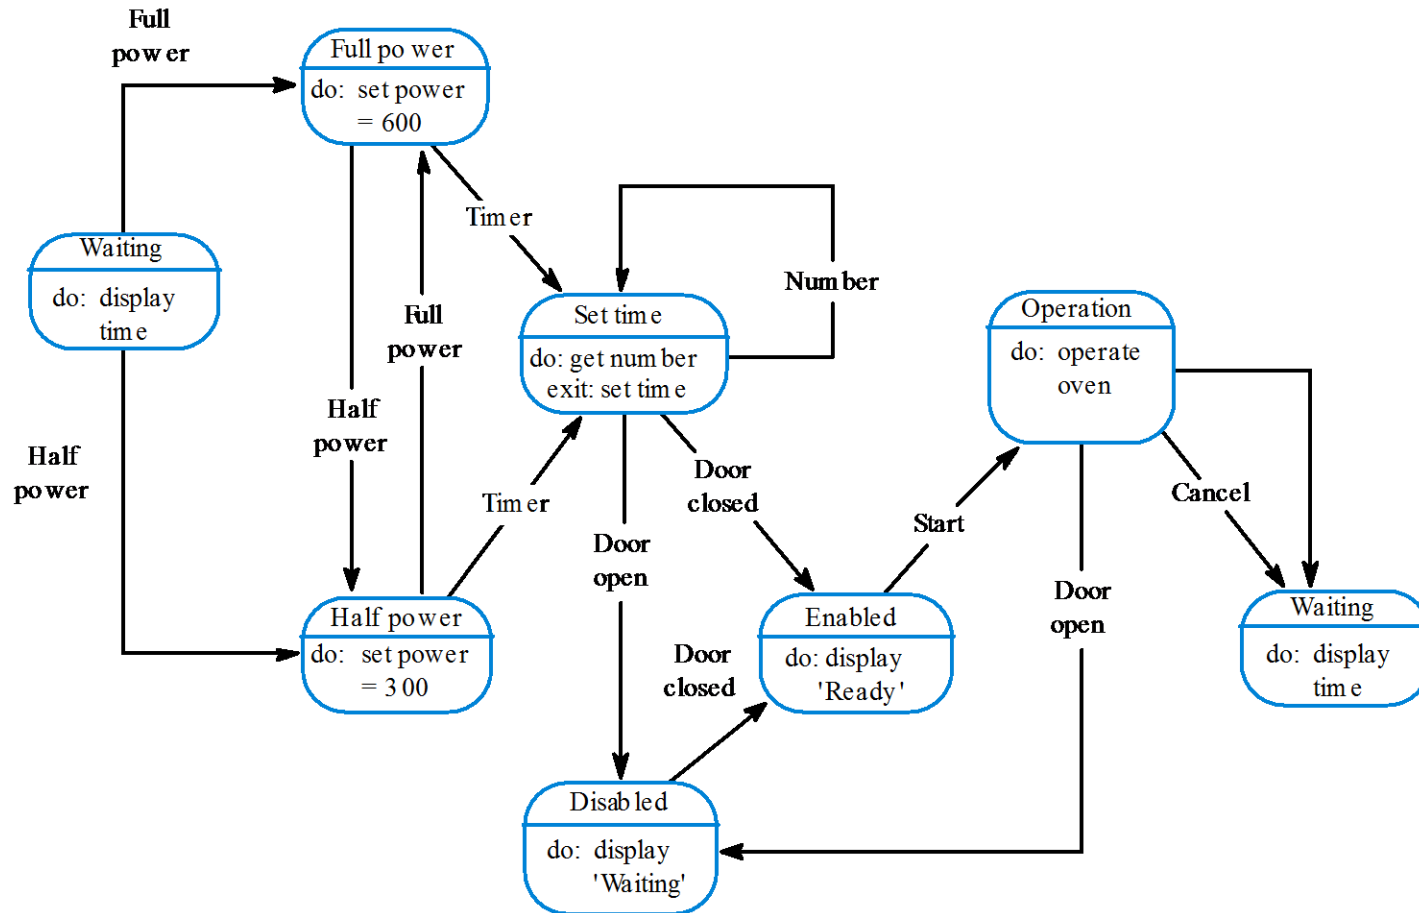 Full
power
Full power
do: set power
= 600
Timer
Waiting
do: display
time
Number
Full
power
Set time
do: get number
exit: set time
Operation
do: operate
oven
Half
power
Half
power
Timer
Door
closed
Door
open
Start
Cancel
Door
open
Half power
do: set power
= 300
Enabled
do: display
'Ready'
Waiting
do: display
time
Door
closed
Disabled
do: display
'Waiting'